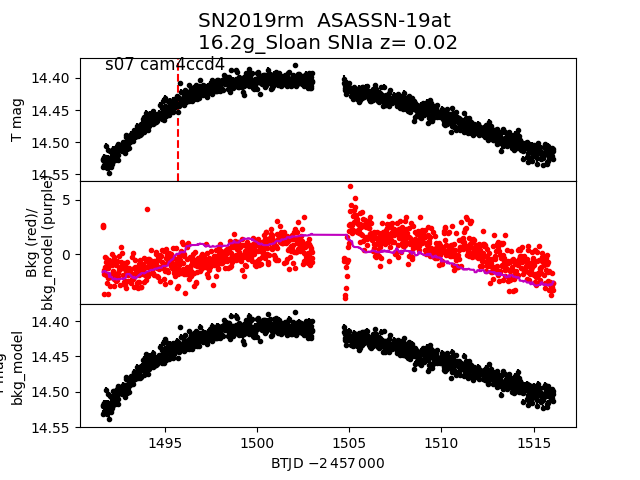 SN2019rm ASASSN-19at
16.2g_Sloan SNIa z= 0.02
s07 cam4ccd4
T mag
14.40
14.45
14.50
14.55
Bkg (red)/
bkg_model (purple)
5
0
bkg_model
14.40
14.45
14.50
14.55
1495
1500
1505
1510
1515
BTJD −2 457 000